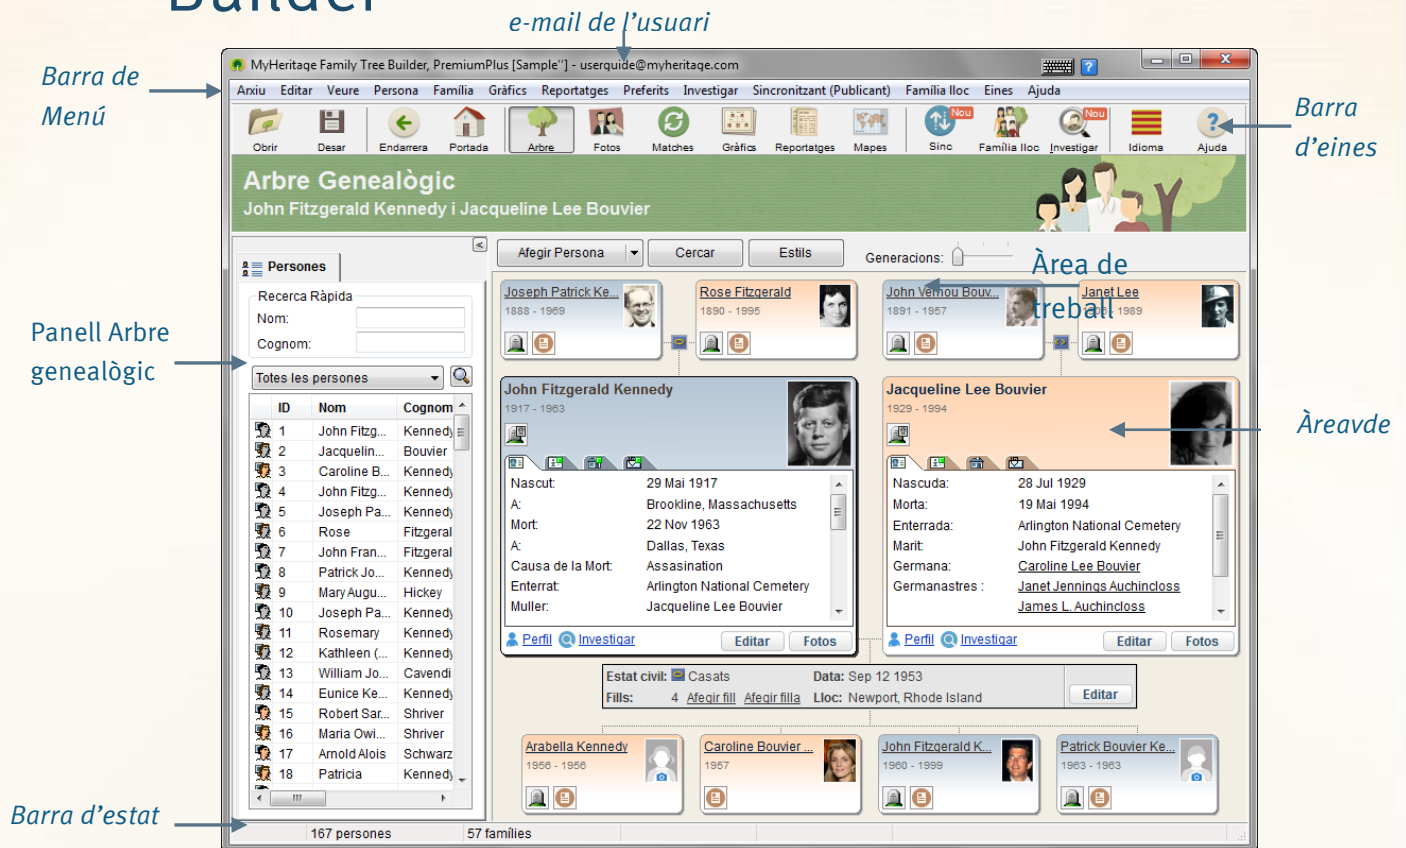 Builder
e-mail de l'usuari
Barra de
Menú
MyHeritage Family Tree Builder, PremiumPlus [Sample"] - userguide@myheritage.com
Arxiu Editar Veure Persona Família Gràfics Reportatges Preferits Investigar Sincronitzant (Publicant) Família lloc Eines Ajuda
Nou Nou
Obrir Desar Endarrera Portada Arbre Fotos Matches Gràfics Reportatges Mapes Sinc Família lloc Investigar Idioma Ajuda
Barra
d'eines
Arbre Genealògic
John Fitzgerald Kennedy i Jacqueline Lee Bouvier
Afegir Persona Cercar Estils Generacions:
Àrea de
treball
Persones
Recerca Ràpida
Nom:
Cognom:
Totes les persones
Panell Arbre
genealògic
ID Nom Cognom
1 John Fitzg... Kennedy
2 Jacquelin... Bouvier
3 Caroline B... Kennedy
4 John Fitzg... Kennedy
5 Joseph Pa... Kennedy
6 Rose Fitzgeral
7 John Fran... Fitzgeral
8 Patrick Jo... Kennedy
9 Mary Augu... Hickey
10 Joseph Pa... Kennedy
11 Rosemary Kennedy
12 Kathleen (... Kennedy
13 William Jo... Cavendi
14 Eunice Ke... Kennedy
15 Robert Sar... Shriver
16 Maria Owi... Shriver
17 Arnold Alois Schwarz
18 Patricia Kennedy
Joseph Patrick Ke...
1888 - 1969
Rose Fitzgerald
1890 - 1995
John Vernou Bouv...
1891 - 1957
Janet Lee
1989
John Fitzgerald Kennedy
1917 - 1963
Nascut: 29 Mai 1917
A: Brookline, Massachusetts
Mort: 22 Nov 1963
A: Dallas, Texas
Causa de la Mort: Assasination
Enterrat: Arlington National Cemetery
Muller: Jacqueline Lee Bouvier
Perfil Investigar Editar Fotos
Jacqueline Lee Bouvier
1929 - 1994
Nascuda: 28 Jul 1929
Morta: 19 Mai 1994
Enterrada: Arlington National Cemetery
Marit: John Fitzgerald Kennedy
Germana: Caroline Lee Bouvier
Germanastres : Janet Jennings Auchincloss
James L. Auchincloss
Perfil Investigar Editar Fotos
Àreavde
Estat civil: Casats Data: Sep 12 1953
Fills: 4 Afegir fill Afegir filla Lloc: Newport, Rhode Island
Editar
Arabella Kennedy
1956 - 1956
Caroline Bouvier ...
1957
John Fitzgerald K...
1960 - 1999
Patrick Bouvier Ke...
1963 - 1963
Barra d'estat
167 persones 57 famílies